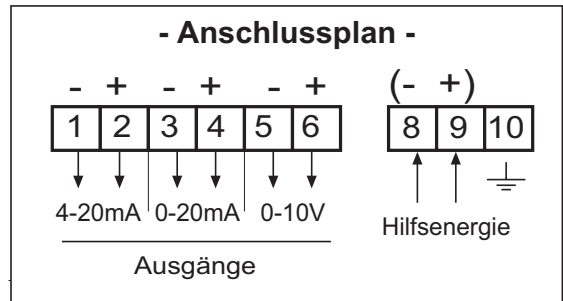 - Anschlussplan -
- + - + - + (- +)
1 2 3 4 5 6 8 9 10
4-20mA 0-20mA 0-10V
Hilfsenergie
Ausgänge